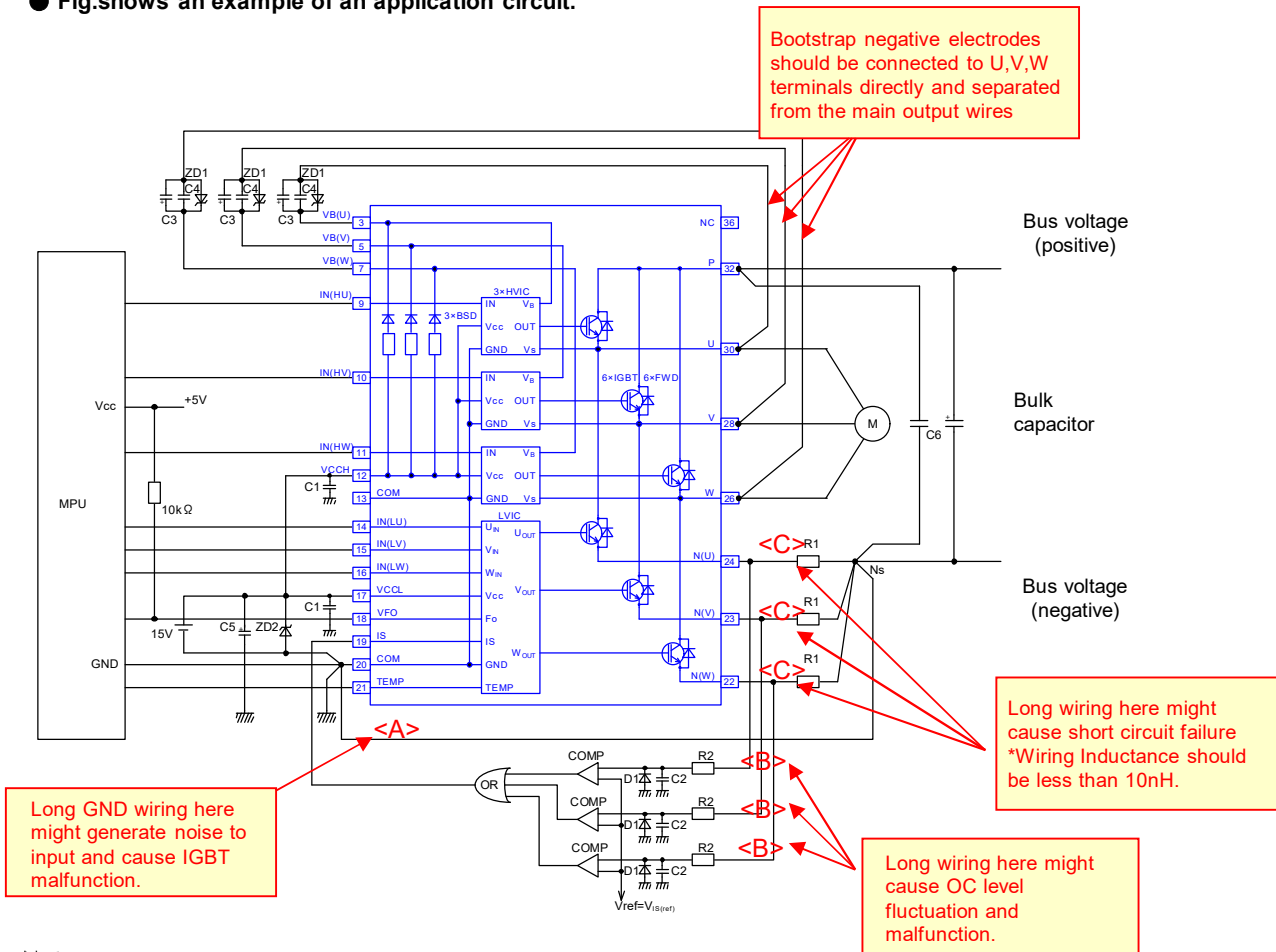 ● Fig.shows an example of an application circuit.
Bootstrap negative electrodes
should be connected to U,V,W
terminals directly and separated
from the main output wires
ZD1 ZD1 ZD1
C4 C4 C4
C3 C3 C3
VB(U)
3
VB(V)
5
VB(W)
7
NC 36
P
32
Bus voltage
(positive)
IN(HU)
9
3×HVIC
IN VB
3×BSD
Vcc OUT
GND Vs
U
30
IN(HV)
10
IN VB
6×IGBT 6×FWD
Vcc OUT
GND Vs
V
28
M
C6
Bulk
capacitor
Vcc
+5V
IN(HW)
11
IN VB
VCCH
12
Vcc OUT
C1
COM
13
GND Vs
W
26
MPU
10kΩ
LVIC
IN(LU)
14
UIN UOUT
IN(LV)
15
VIN
IN(LW)
16
WIN
N(U)
24
<C>
R1
Ns
VCCL
17
Vcc VOUT
C1
15V
C5
ZD2
VFO
18
Fo
N(V)
23
<C>
R1
Bus voltage
(negative)
IS
19
IS
WOUT
GND
COM
20
GND
N(W)
22
<C>
R1
TEMP
21
TEMP
<A>
Long wiring here might
cause short circuit failure
*Wiring Inductance should
be less than 10nH.
COMP
R2
<B>
D1 C2
OR
COMP
R2
<B>
D1 C2
COMP
R2
<B>
D1 C2
Vref=VIS(ref)
Long GND wiring here
might generate noise to
input and cause IGBT
malfunction.
Long wiring here might
cause OC level
fluctuation and
malfunction.